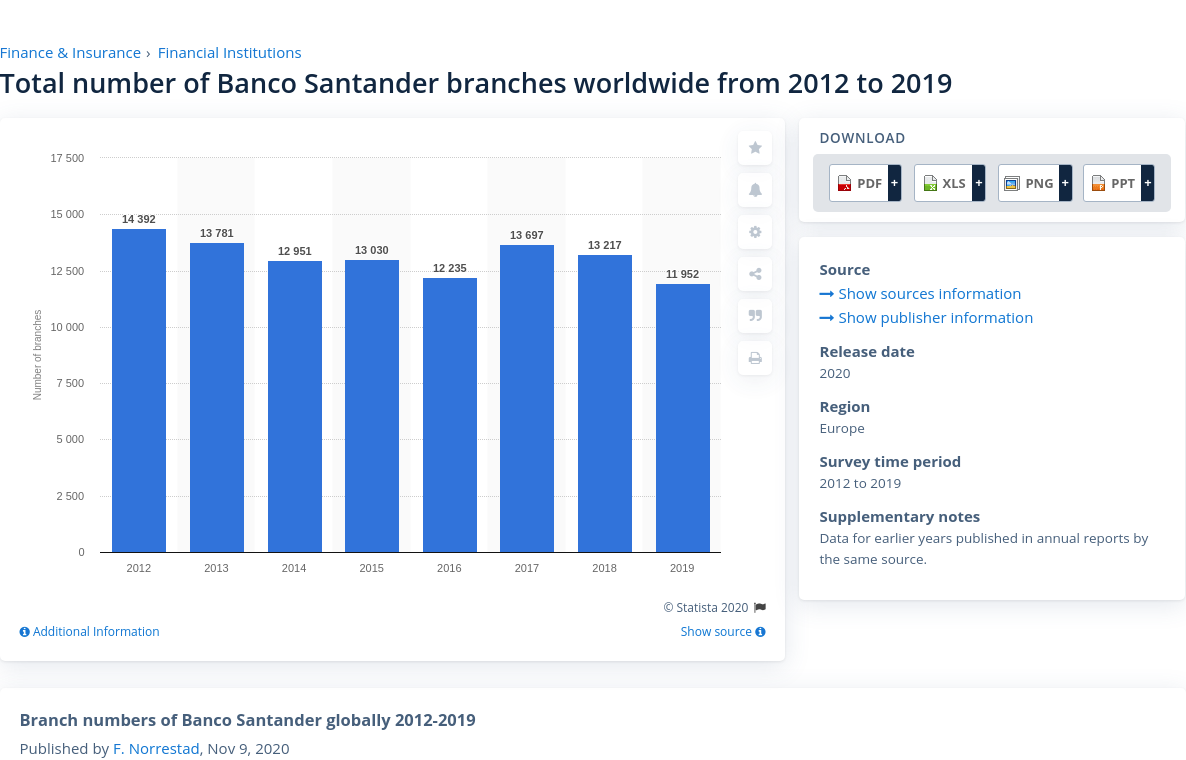 Finance & Insurance › Financial Institutions
Total number of Banco Santander branches worldwide from 2012 to 2019
17 500
15 000
12 500
10 000
7 500
5 000
2 500
0
Number of branches
14 392
13 781
12 951
13 030
12 235
13 697
13 217
11 952
2012
2013
2014
2015
2016
2017
2018
2019
© Statista 2020
Additional Information
Show source
DOWNLOAD
PDF +
XLS +
PNG +
PPT +
Source
Show sources information
Show publisher information
Release date
2020
Region
Europe
Survey time period
2012 to 2019
Supplementary notes
Data for earlier years published in annual reports by
the same source.
Branch numbers of Banco Santander globally 2012-2019
Published by F. Norrestad, Nov 9, 2020